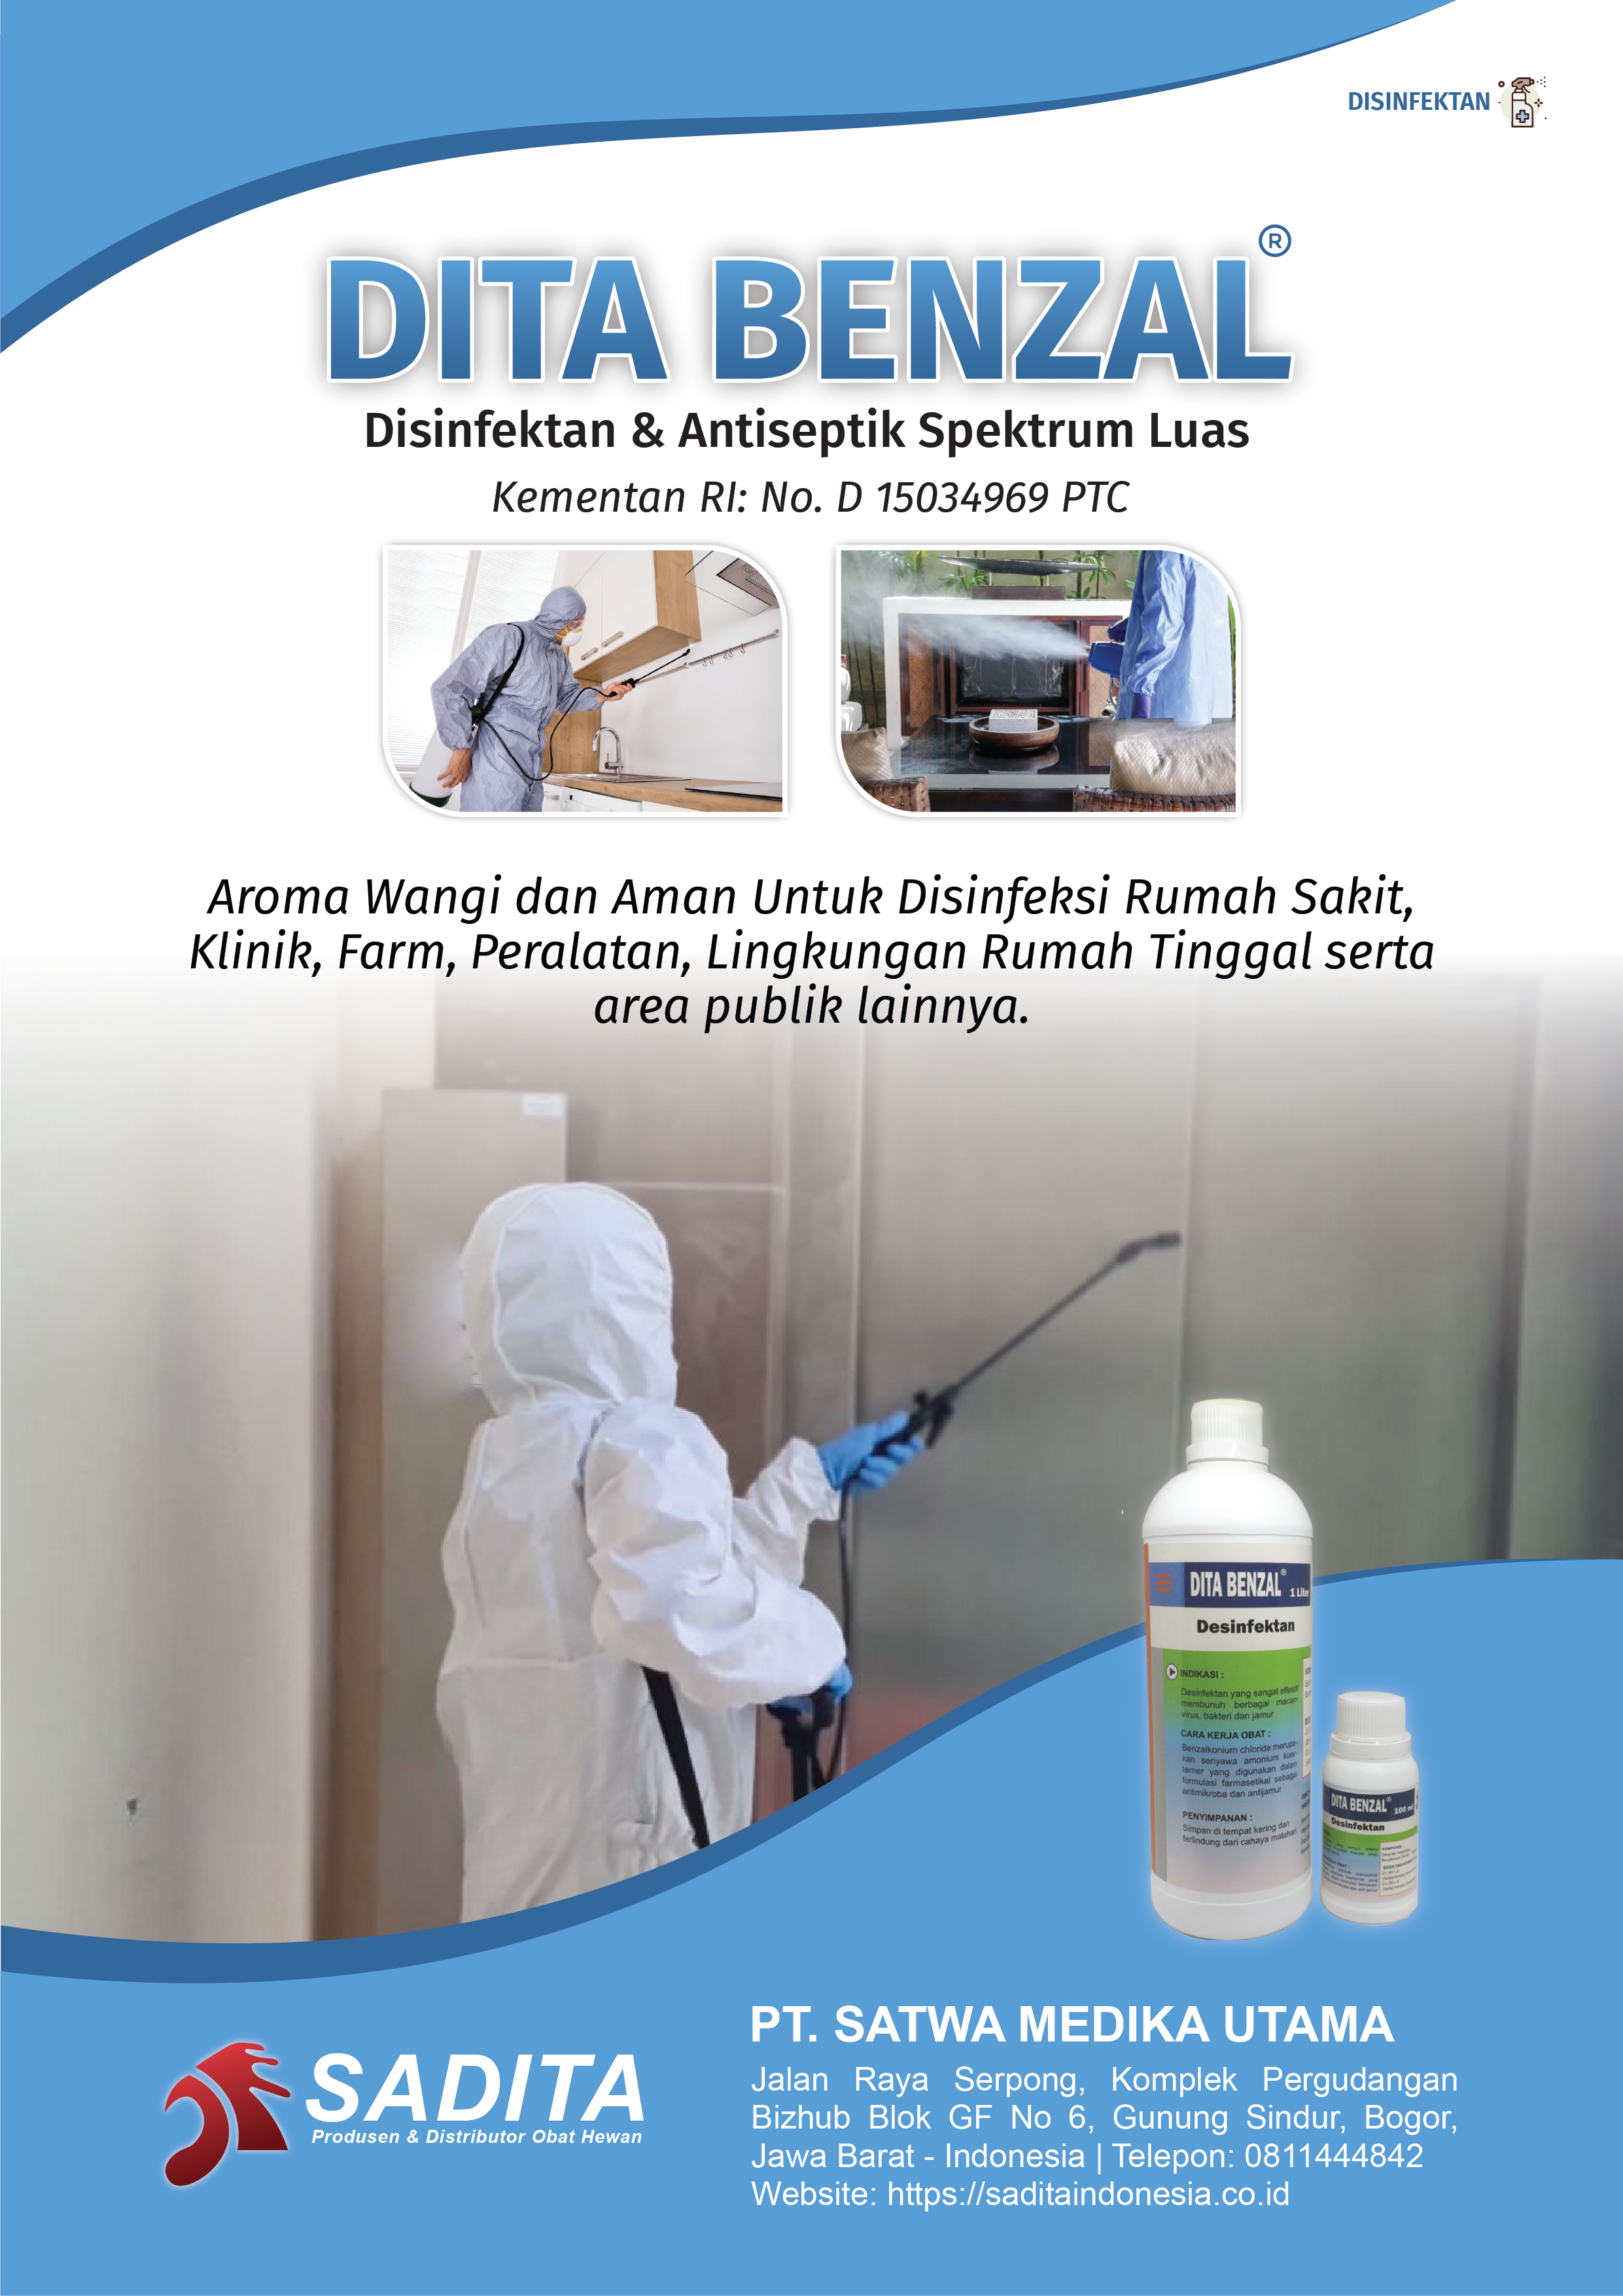 DISINFEKTAN
DITA BENZAL®
Disinfektan & Antiseptik Spektrum Luas
Kementan RI: No. D 15034969 PTC
Aroma Wangi dan Aman Untuk Disinfeksi Rumah Sakit,
Klinik, Farm, Peralatan, Lingkungan Rumah Tinggal serta
area publik lainnya.
DITA BENZAL® 1 Liter
Desinfektan
INDIKASI :
Desinfektan yang sangat efektif
membunuh berbagai macam
virus, bakteri dan jamur
CARA KERJA OBAT :
Benzalkonium chloride merupa-
kan senyawa amonium kuar-
terner yang digunakan dalam
formulasi farmasetikal sebagai
antimikroba dan antijamur
PENYIMPANAN :
Simpan di tempat kering dan
terlindung dari cahaya matahari
DITA BENZAL® 100 ml
Desinfektan
SADITA
Produsen & Distributor Obat Hewan
PT. SATWA MEDIKA UTAMA
Jalan Raya Serpong, Komplek Pergudangan
Bizhub Blok GF No 6, Gunung Sindur, Bogor,
Jawa Barat - Indonesia | Telepon: 0811444842
Website: https://saditaindonesia.co.id